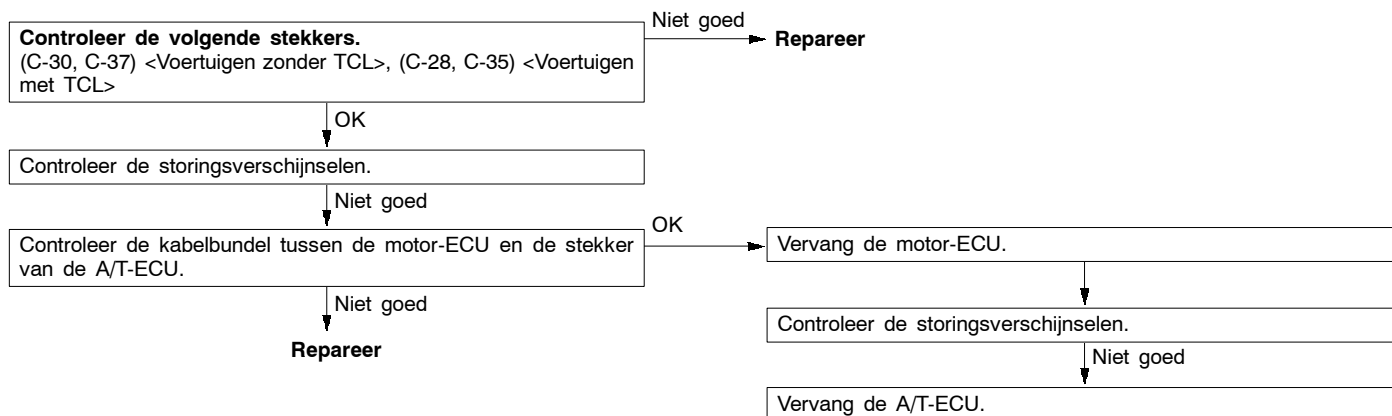 Controleer de volgende stekkers.
(C-30, C-37) <Voertuigen zonder TCL>, (C-28, C-35) <Voertuigen
met TCL>
Niet goed
Repareer
OK
Controleer de storingsverschijnselen.
Niet goed
Controleer de kabelbundel tussen de motor-ECU en de stekker
van de A/T-ECU.
OK
Vervang de motor-ECU.
Niet goed
Repareer
Controleer de storingsverschijnselen.
Niet goed
Vervang de A/T-ECU.